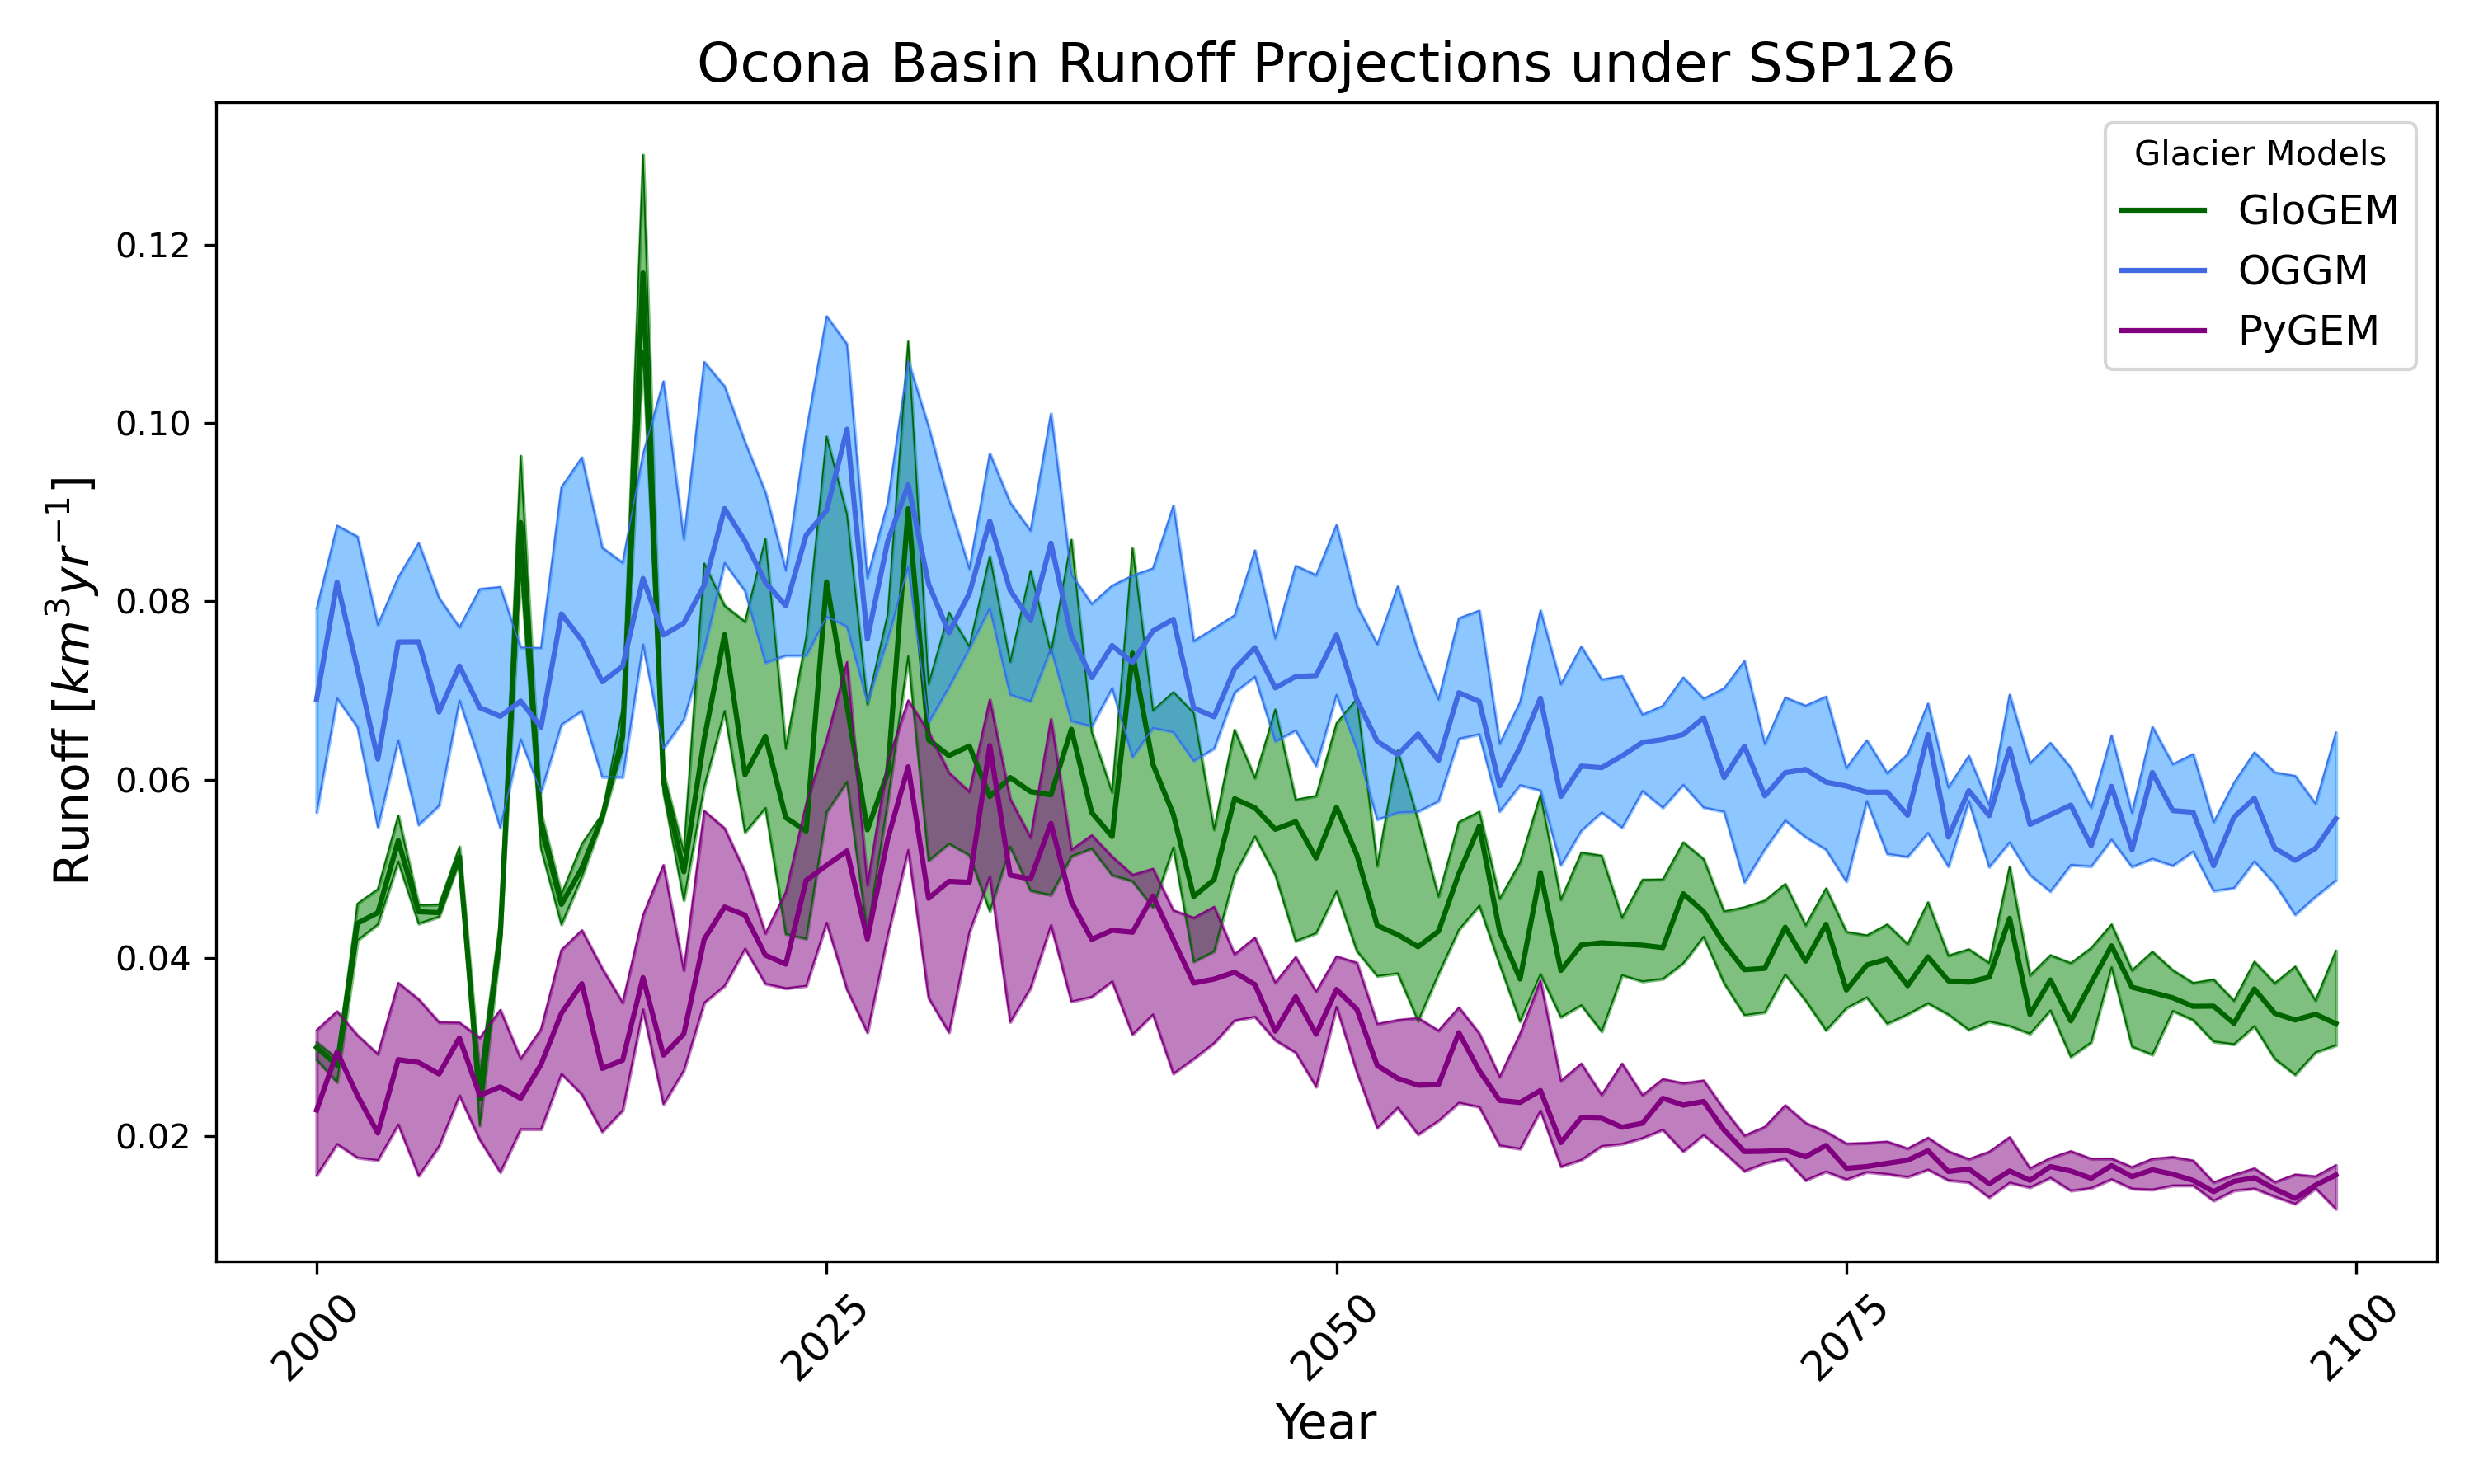 Ocona Basin Runoff Projections under SSP126
Glacier Models
GloGEM
OGGM
PyGEM
Runoff [km³yr⁻¹]
0.12
0.10
0.08
0.06
0.04
0.02
2000
2025
2050
2075
2100
Year